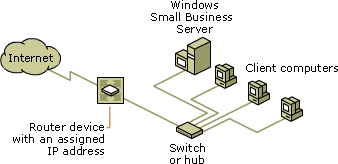 Windows
Small Business
Server
Internet
Client computers
Router device
with an assigned
IP address
Switch
or hub